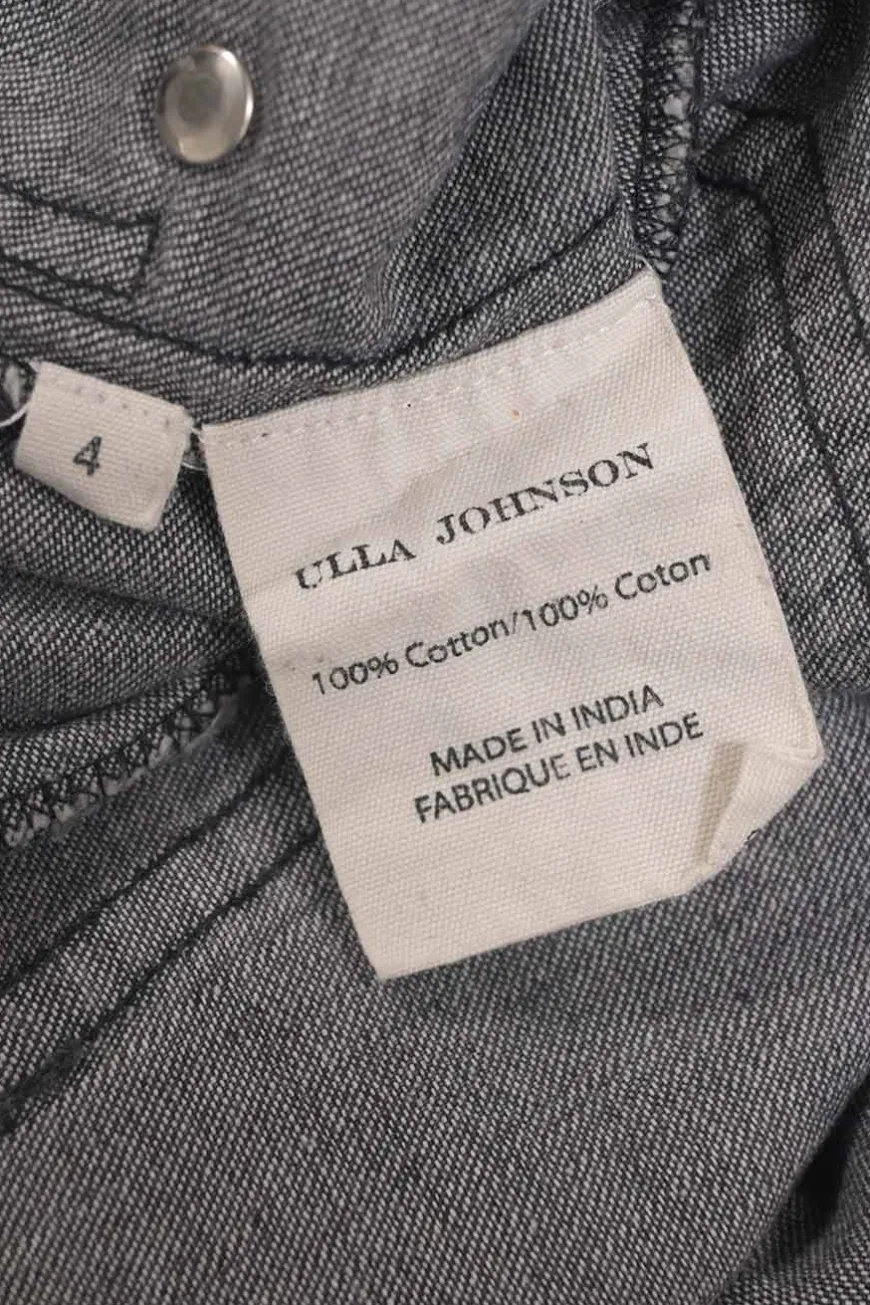 4
ULLA JOHNSON
100% Cotton/100% Coton
MADE IN INDIA
FABRIQUE EN INDE